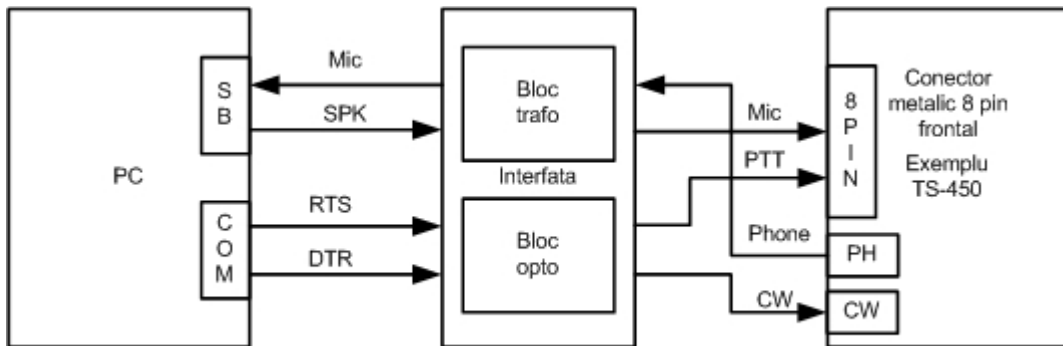 PC
S
B
C
O
M
Mic
SPK
RTS
DTR
Bloc
trafo
Interfata
Bloc
opto
Mic
PTT
Phone
CW
8
P
I
N
PH
CW
Conector
metalic 8 pin
frontal
Exemplu
TS-450